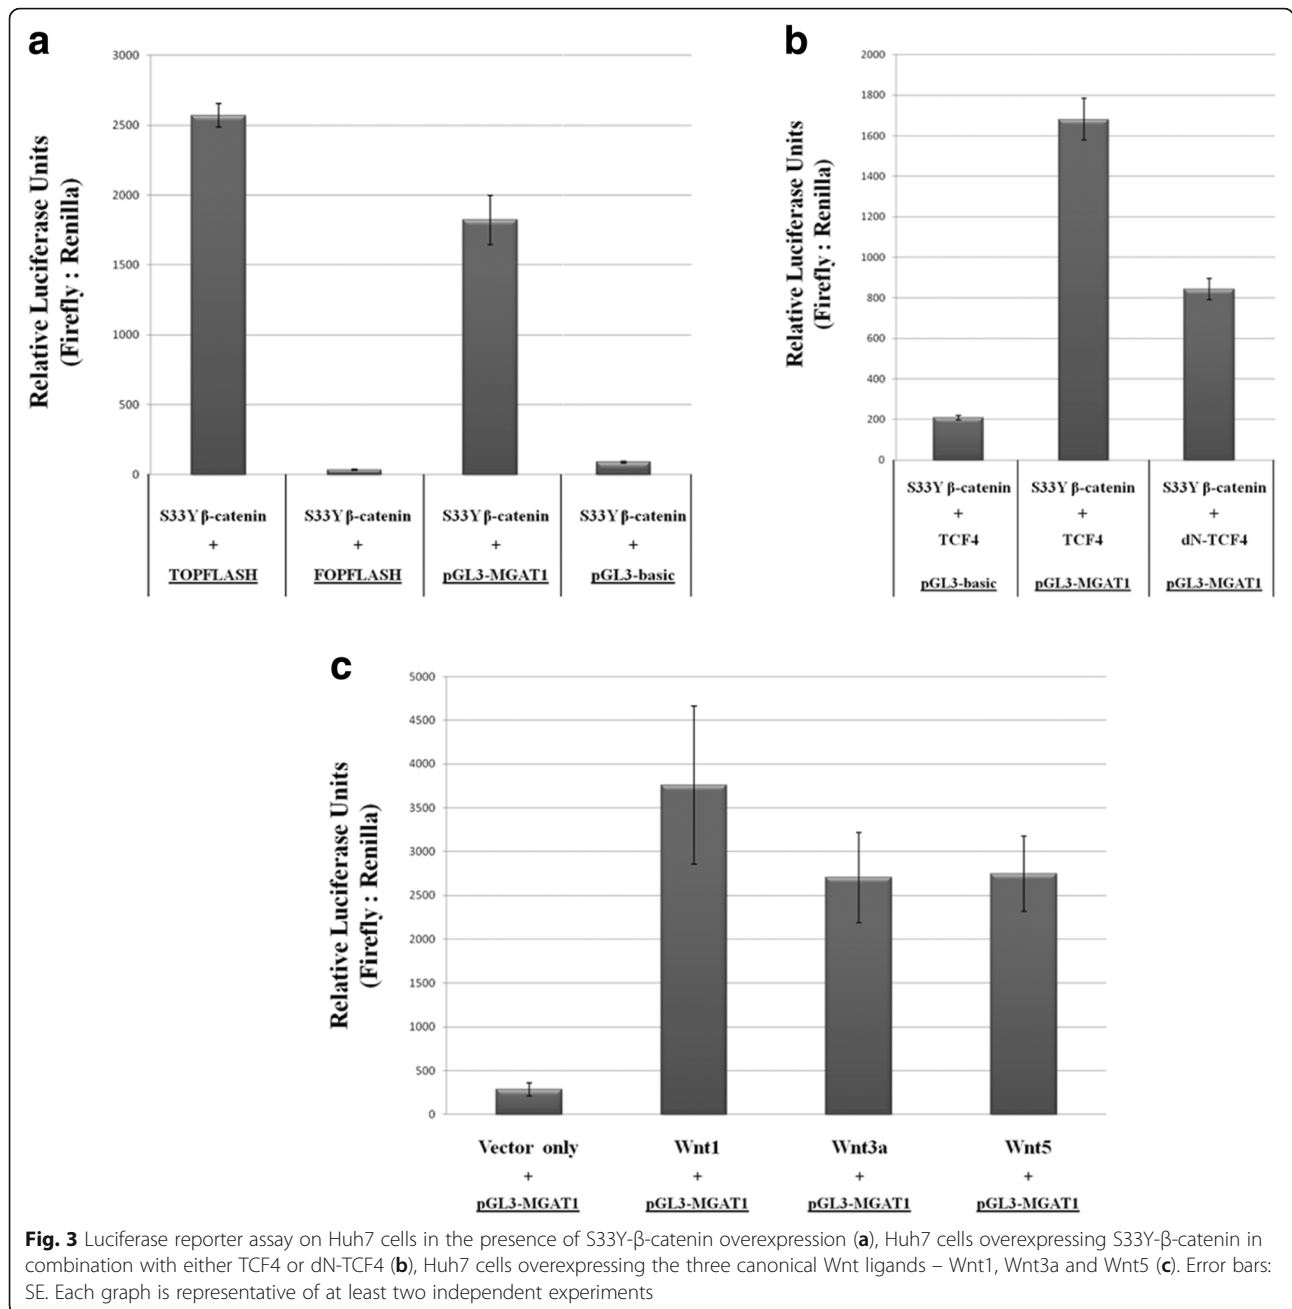 a
Relative Luciferase Units
(Firefly : Renilla)
3000
2500
2000
1500
1000
500
0
S33Y β-catenin
+
TOPFLASH
S33Y β-catenin
+
FOPFLASH
S33Y β-catenin
+
pGL3-MGAT1
S33Y β-catenin
+
pGL3-basic
b
Relative Luciferase Units
(Firefly : Renilla)
2000
1800
1600
1400
1200
1000
800
600
400
200
0
S33Y β-catenin
+
TCF4
pGL3-basic
S33Y β-catenin
+
TCF4
pGL3-MGAT1
S33Y β-catenin
+
dN-TCF4
pGL3-MGAT1
c
Relative Luciferase Units
(Firefly : Renilla)
5000
4500
4000
3500
3000
2500
2000
1500
1000
500
0
Vector only
+
pGL3-MGAT1
Wnt1
+
pGL3-MGAT1
Wnt3a
+
pGL3-MGAT1
Wnt5
+
pGL3-MGAT1
Fig. 3 Luciferase reporter assay on Huh7 cells in the presence of S33Y-β-catenin overexpression (a), Huh7 cells overexpressing S33Y-β-catenin in
combination with either TCF4 or dN-TCF4 (b), Huh7 cells overexpressing the three canonical Wnt ligands – Wnt1, Wnt3a and Wnt5 (c). Error bars:
SE. Each graph is representative of at least two independent experiments